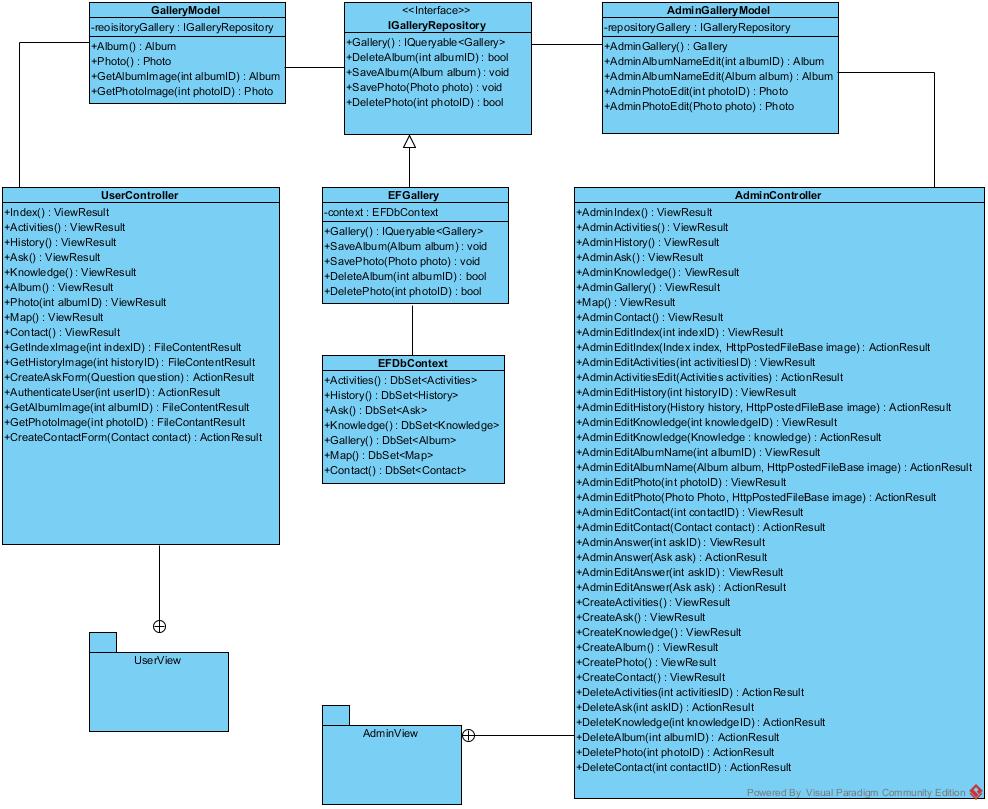 GalleryModel
-reoisitoryGallery : IGalleryRepository
+Album() : Album
+Photo() : Photo
+GetAlbumImage(int albumID) : Album
+GetPhotoImage(int photoID) : Photo
<<Interface>>
IGalleryRepository
+Gallery() : IQueryable<Gallery>
+DeleteAlbum(int albumID) : bool
+SaveAlbum(Album album) : void
+SavePhoto(Photo photo) : void
+DeletePhoto(int photoID) : bool
AdminGalleryModel
-repositoryGallery : IGalleryRepository
+AdminGallery() : Gallery
+AdminAlbumNameEdit(int albumID) : Album
+AdminAlbumNameEdit(Album album) : Album
+AdminPhotoEdit(int photoID) : Photo
+AdminPhotoEdit(Photo photo) : Photo
UserController
+Index() : ViewResult
+Activities() : ViewResult
+History() : ViewResult
+Ask() : ViewResult
+Knowledge() : ViewResult
+Album() : ViewResult
+Photo(int albumID) : ViewResult
+Map() : ViewResult
+Contact() : ViewResult
+GetIndexImage(int indexID) : FileContentResult
+GetHistoryImage(int historyID) : FileContentResult
+CreateAskForm(Question question) : ActionResult
+AuthenticateUser(int userID) : ActionResult
+GetAlbumImage(int albumID) : FileContentResult
+GetPhotoImage(int photoID) : FileContantResult
+CreateContactForm(Contact contact) : ActionResult
EFGallery
-context : EFDbContext
+Gallery() : IQueryable<Gallery>
+SaveAlbum(Album album) : void
+SavePhoto(Photo photo) : void
+DeleteAlbum(int albumID) : bool
+DeletePhoto(int photoID) : bool
EFDbContext
+Activities() : DbSet<Activities>
+History() : DbSet<History>
+Ask() : DbSet<Ask>
+Knowledge() : DbSet<Knowledge>
+Gallery() : DbSet<Album>
+Map() : DbSet<Map>
+Contact() : DbSet<Contact>
AdminController
+AdminIndex() : ViewResult
+AdminActivities() : ViewResult
+AdminHistory() : ViewResult
+AdminAsk() : ViewResult
+AdminKnowledge() : ViewResult
+AdminGallery() : ViewResult
+Map() : ViewResult
+AdminContact() : ViewResult
+AdminEditIndex(int indexID) : ViewResult
+AdminEditIndex(Index index, HttpPostedFileBase image) : ActionResult
+AdminEditActivities(int activitiesID) : ViewResult
+AdminActivitiesEdit(Activities activities) : ActionResult
+AdminEditHistory(int historyID) : ViewResult
+AdminEditHistory(History history, HttpPostedFileBase image) : ActionResult
+AdminEditKnowledge(int knowledgeID) : ViewResult
+AdminEditKnowledge(Knowledge : knowledge) : ActionResult
+AdminEditAlbumName(int albumID) : ViewResult
+AdminEditAlbumName(Album album, HttpPostedFileBase image) : ActionResult
+AdminEditPhoto(int photoID) : ViewResult
+AdminEditPhoto(Photo Photo, HttpPostedFileBase image) : ActionResult
+AdminEditContact(int contactID) : ViewResult
+AdminEditContact(Contact contact) : ActionResult
+AdminAnswer(int askID) : ViewResult
+AdminAnswer(Ask ask) : ActionResult
+AdminEditAnswer(int askID) : ViewResult
+AdminEditAnswer(Ask ask) : ActionResult
+CreateActivities() : ViewResult
+CreateAsk() : ViewResult
+CreateKnowledge() : ViewResult
+CreateAlbum() : ViewResult
+CreatePhoto() : ViewResult
+CreateContact() : ViewResult
+DeleteActivities(int activitiesID) : ActionResult
+DeleteAsk(int askID) : ActionResult
+DeleteKnowledge(int knowledgeID) : ActionResult
+DeleteAlbum(int albumID) : ActionResult
+DeletePhoto(int photoID) : ActionResult
+DeleteContact(int contactID) : ActionResult
UserView
AdminView
Powered By Visual Paradigm Community Edition